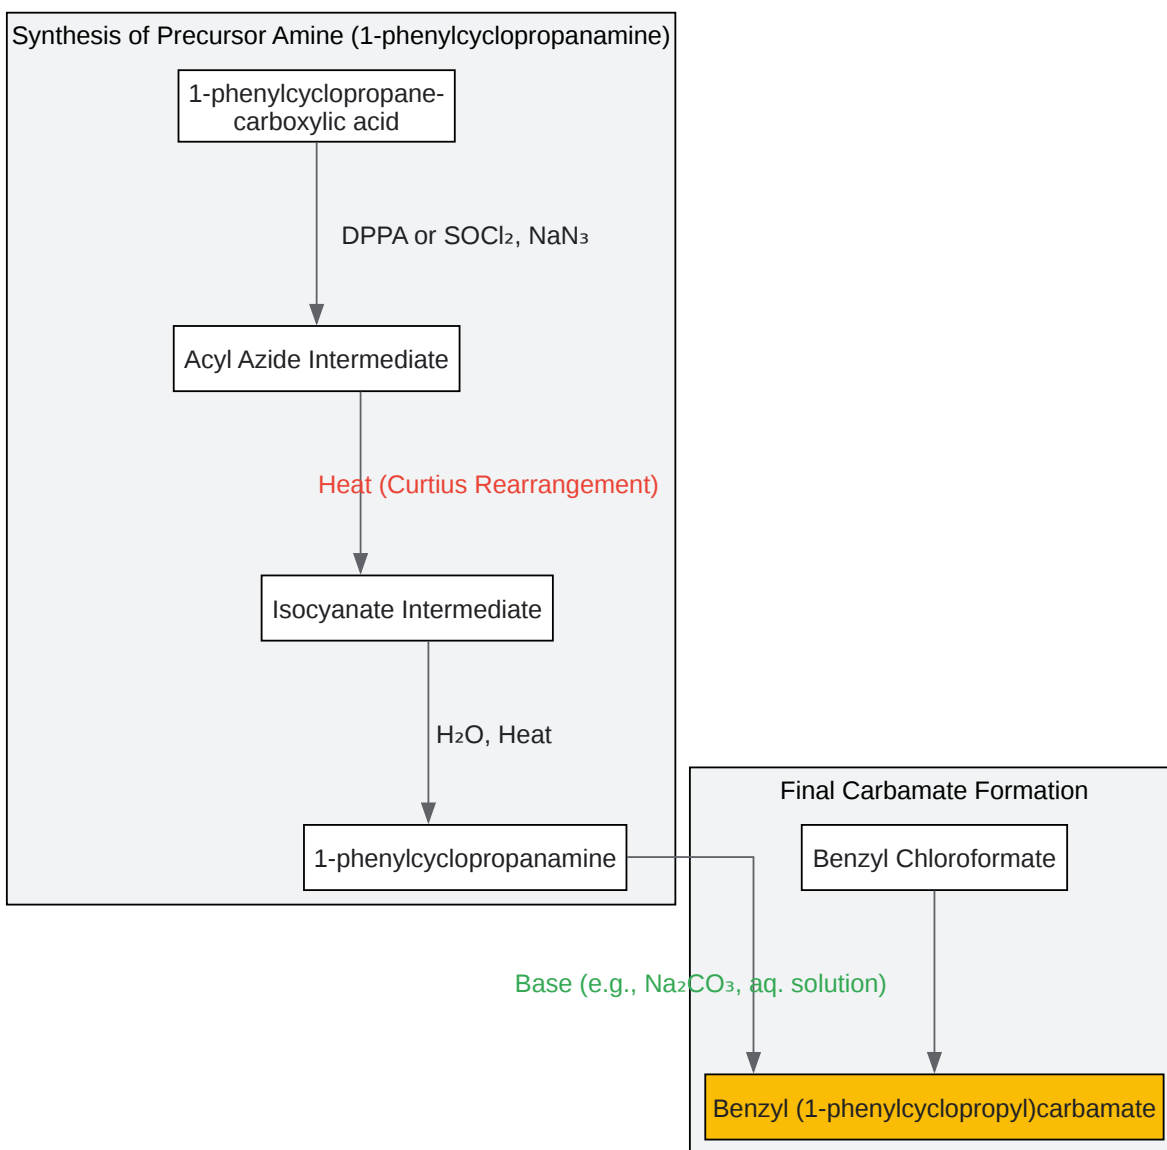 Synthesis of Precursor Amine (1-phenylcyclopropanamine)
1-phenylcyclopropane-
carboxylic acid
DPPA or SOCl₂, NaN₃
Acyl Azide Intermediate
Heat (Curtius Rearrangement)
Isocyanate Intermediate
H₂O, Heat
1-phenylcyclopropanamine
Final Carbamate Formation
Benzyl Chloroformate
Base (e.g., Na₂CO₃, aq. solution)
Benzyl (1-phenylcyclopropyl)carbamate